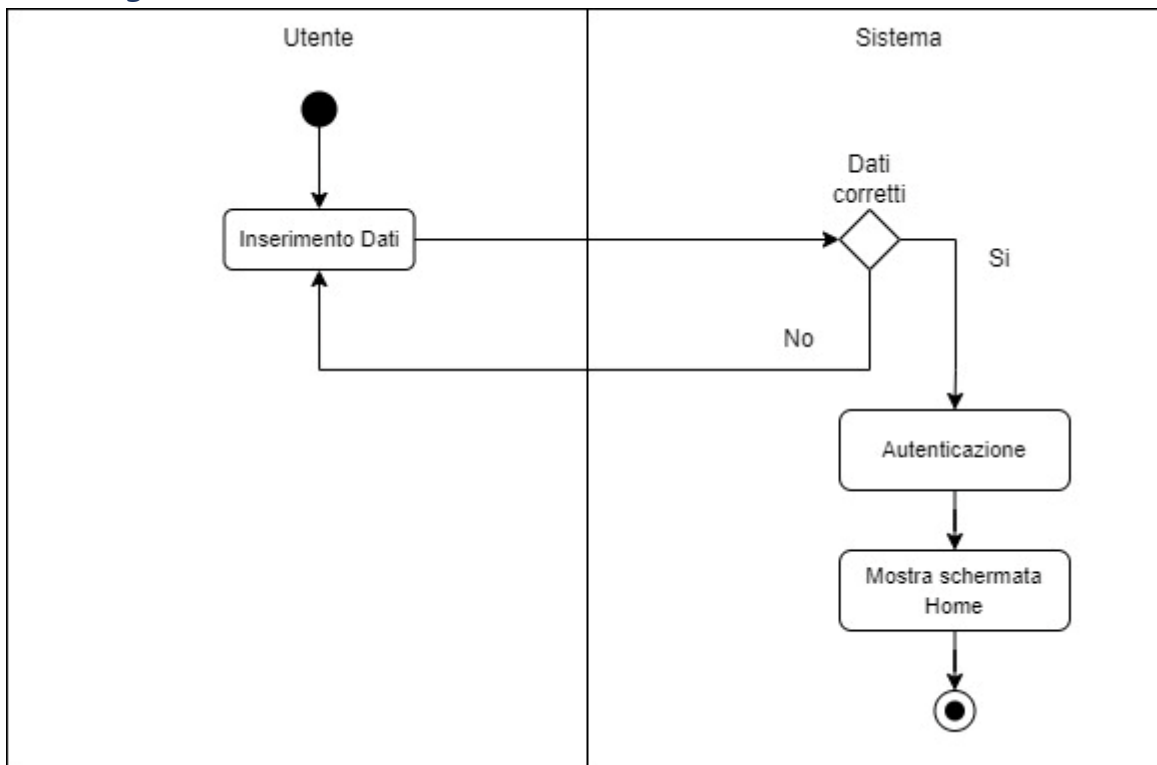 Utente
Sistema
Dati
corretti
Inserimento Dati
Si
No
Autenticazione
Mostra schermata
Home